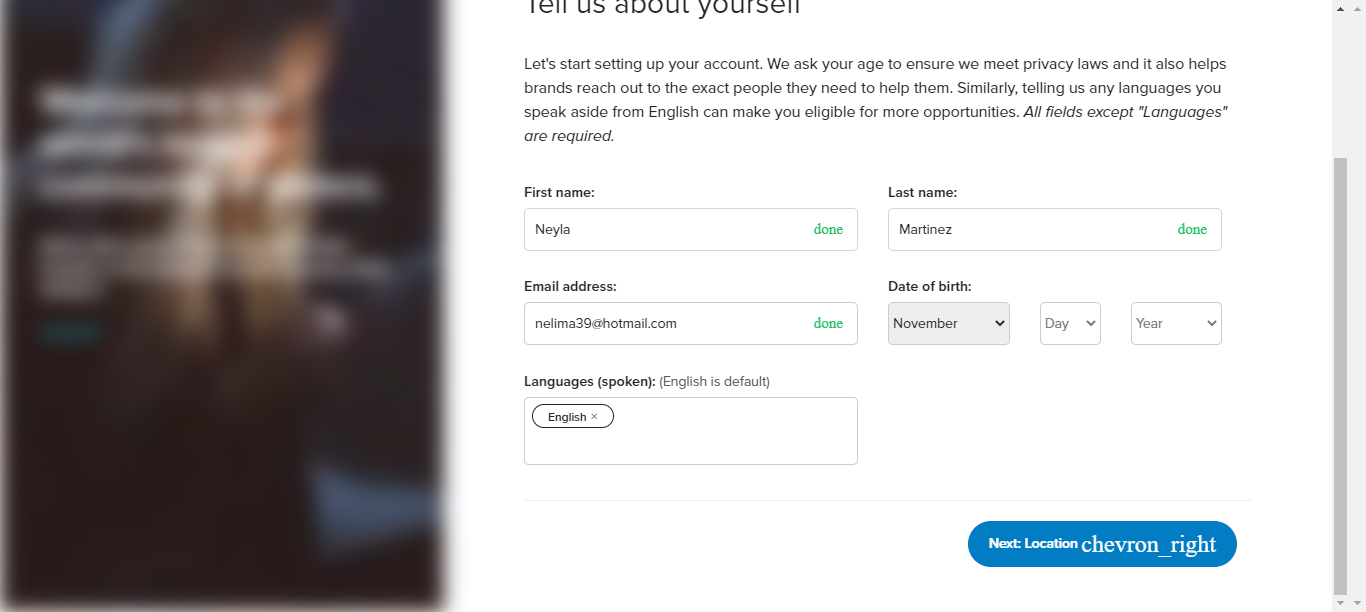 Tell us about yourself
Let's start setting up your account. We ask your age to ensure we meet privacy laws and it also helps
brands reach out to the exact people they need to help them. Similarly, telling us any languages you
speak aside from English can make you eligible for more opportunities. All fields except "Languages"
are required.
First name:
Last name:
Neyla done
Martinez done
Email address:
Date of birth:
nelima39@hotmail.com done
November Day Year
Languages (spoken): (English is default)
English ×
Next: Location chevron_right